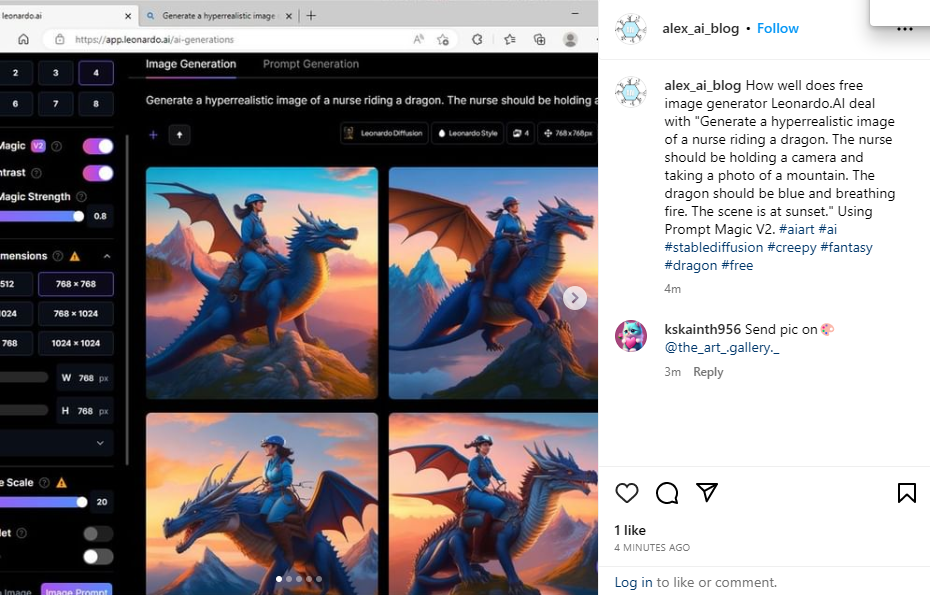 leonardo.ai
Generate a hyperrealistic image
https://app.leonardo.ai/ai-generations
2 3 4
6 7 8
Magic V2
ntrast
Magic Strength
0.8
mensions
512 768 × 768
024 768 × 1024
768 1024 × 1024
W 768 px
H 768 px
e Scale
20
let
Image Prompt
Image Generation Prompt Generation
Generate a hyperrealistic image of a nurse riding a dragon. The nurse should be holding a
Leonardo Diffusion Leonardo Style 4 768 x 768px
alex_ai_blog • Follow
alex_ai_blog How well does free
image generator Leonardo.AI deal
with "Generate a hyperrealistic image
of a nurse riding a dragon. The nurse
should be holding a camera and
taking a photo of a mountain. The
dragon should be blue and breathing
fire. The scene is at sunset." Using
Prompt Magic V2. #aiart #ai
#stablediffusion #creepy #fantasy
#dragon #free
4m
kskainth956 Send pic on🎨
@the_art_.gallery._
3m Reply
1 like
4 MINUTES AGO
Log in to like or comment.